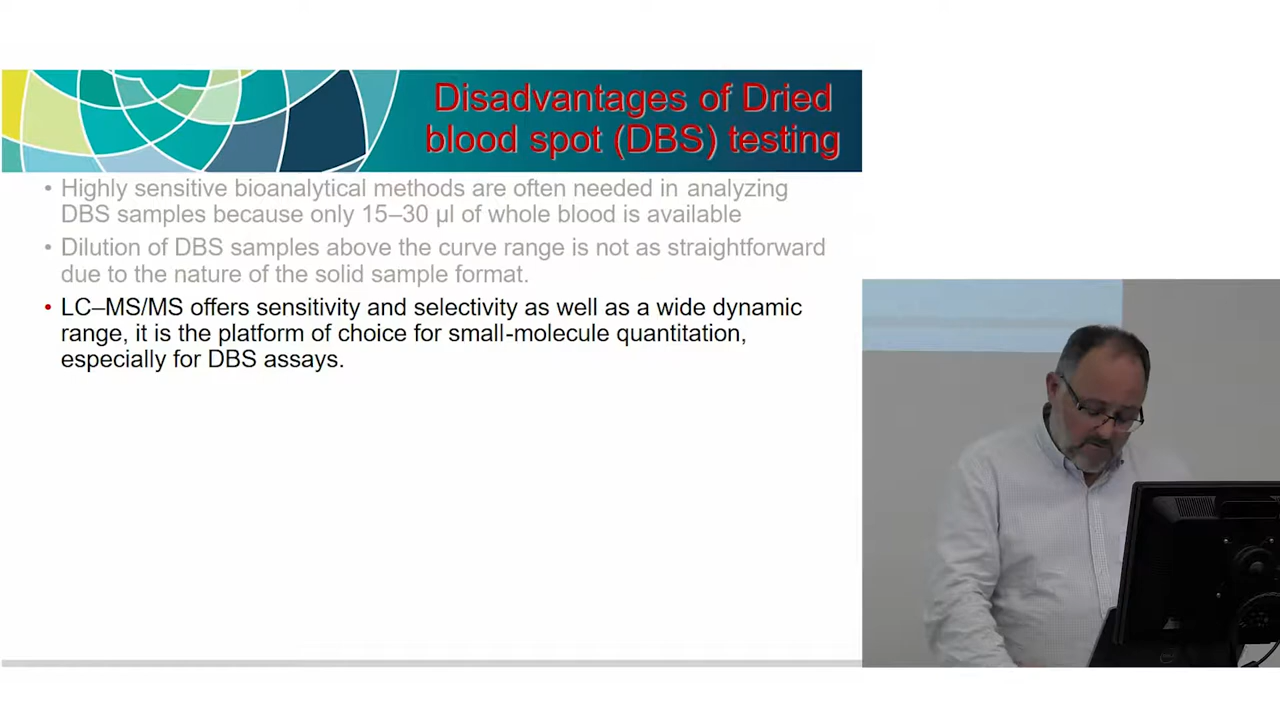 Disadvantages of Dried
blood spot (DBS) testing
• Highly sensitive bioanalytical methods are often needed in analyzing
DBS samples because only 15–30 µl of whole blood is available
• Dilution of DBS samples above the curve range is not as straightforward
due to the nature of the solid sample format.
• LC–MS/MS offers sensitivity and selectivity as well as a wide dynamic
range, it is the platform of choice for small-molecule quantitation,
especially for DBS assays.